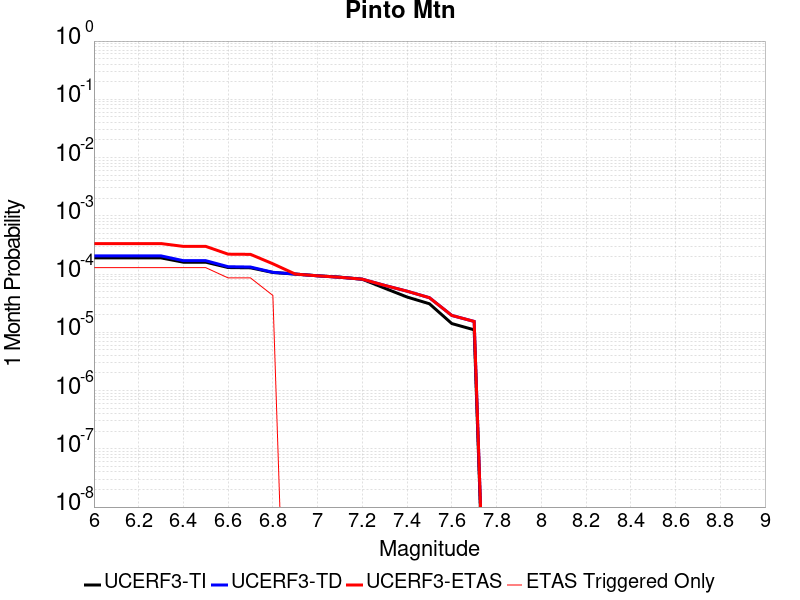 Pinto Mtn
1 Month Probability
10^0
10^-1
10^-2
10^-3
10^-4
10^-5
10^-6
10^-7
10^-8
6 6.2 6.4 6.6 6.8 7 7.2 7.4 7.6 7.8 8 8.2 8.4 8.6 8.8 9
Magnitude
UCERF3-TI UCERF3-TD UCERF3-ETAS ETAS Triggered Only